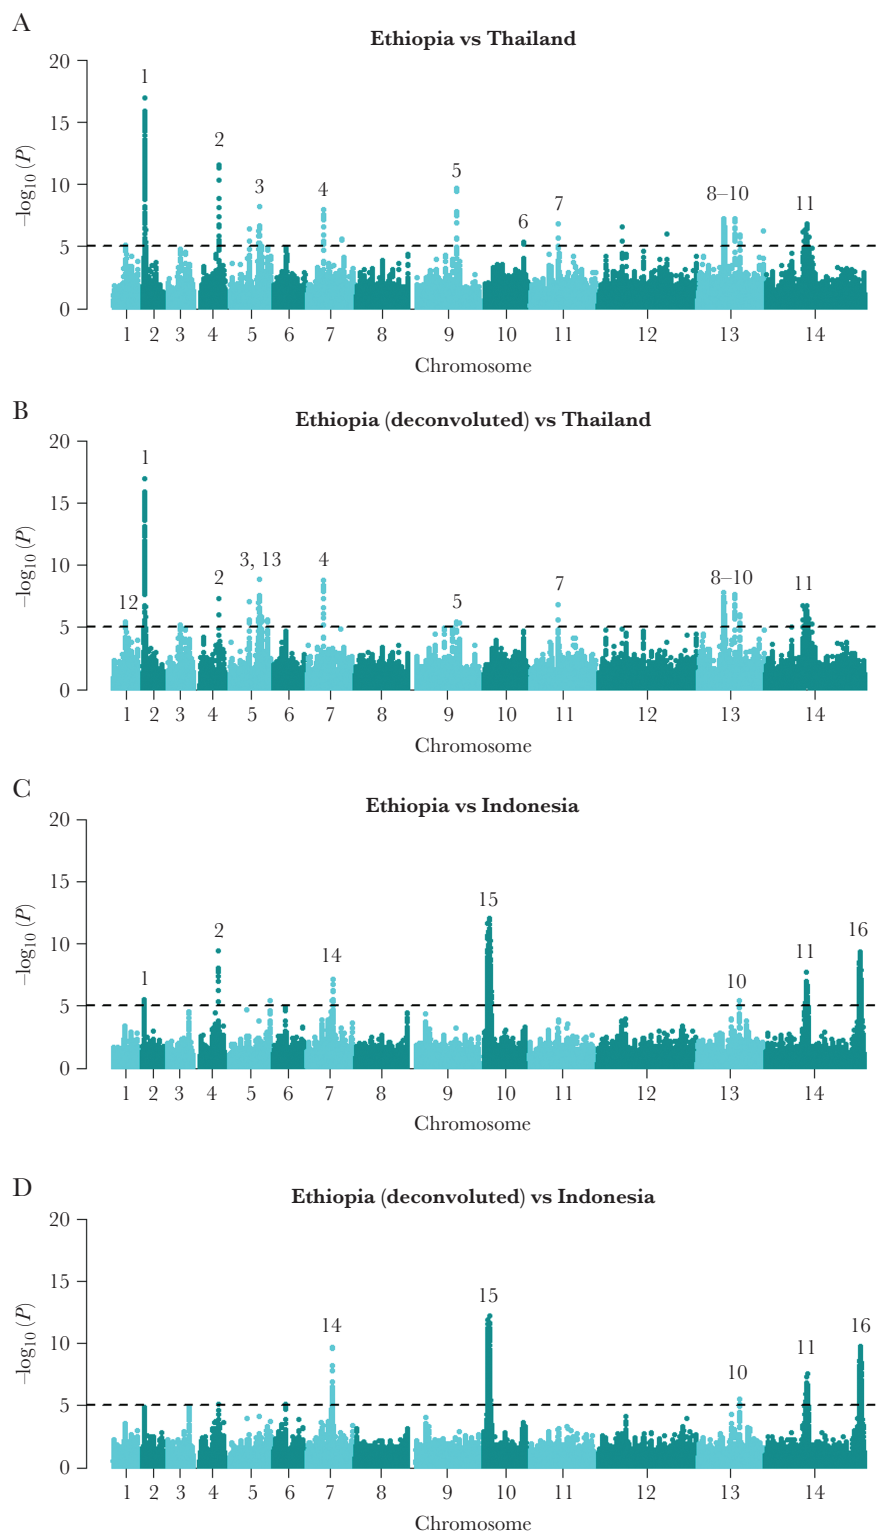 A
Ethiopia vs Thailand
20
15
10
5
0
–log10 (P)
1
2
3
4
5
6
7
8–10
11
1 2 3 4 5 6 7 8 9 10 11 12 13 14
Chromosome
B
Ethiopia (deconvoluted) vs Thailand
20
15
10
5
0
–log10 (P)
12
1
2
3, 13
4
5
7
8–10
11
1 2 3 4 5 6 7 8 9 10 11 12 13 14
Chromosome
C
Ethiopia vs Indonesia
20
15
10
5
0
–log10 (P)
1
2
14
15
10
11
16
1 2 3 4 5 6 7 8 9 10 11 12 13 14
Chromosome
D
Ethiopia (deconvoluted) vs Indonesia
20
15
10
5
0
–log10 (P)
14
15
10
11
16
1 2 3 4 5 6 7 8 9 10 11 12 13 14
Chromosome